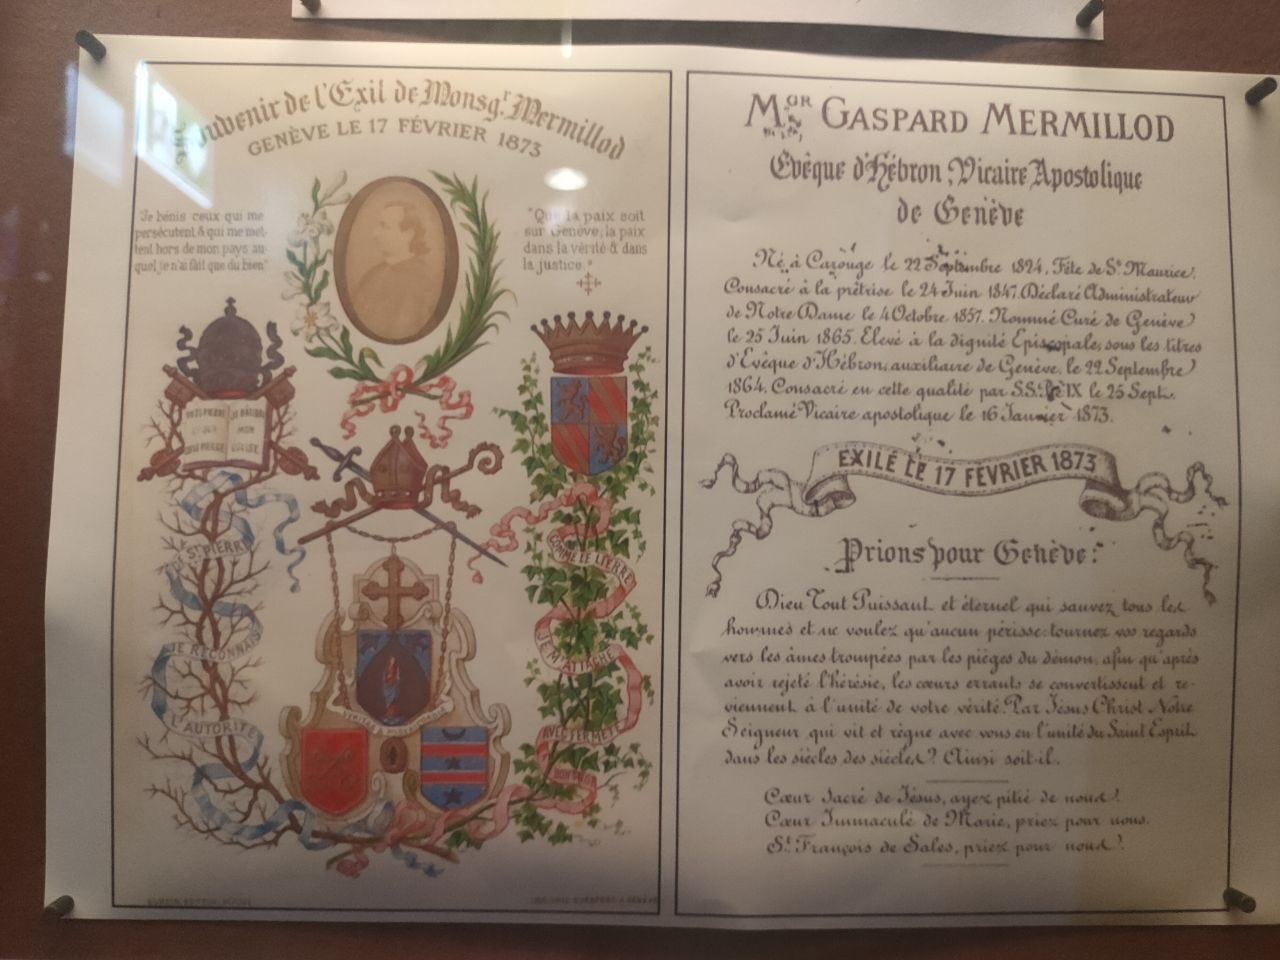 Souvenir de l'Exil de Monsg.r Mermillod
GENÈVE LE 17 FÉVRIER 1873
"Je bénis ceux qui me
persécutent & qui me met-
tent hors de mon pays au-
quel je n'ai fait que du bien"
"Que la paix soit
sur Genève, la paix
dans la vérité & dans
la justice."
TU ES PIERRE
PIERRE
JE BÂTIRAI
MON
ÉGLISE.
ST PIERRE
JE RECONNAIS
L'AUTORITÉ
COMME LE LIERRE
JE M'ATTACHE
AVEC FERMETÉ
MGR GASPARD MERMILLOD
Evêque d'Hébron, Vicaire Apostolique
de Genève
Né à Carouge le 22 Septembre 1824, Fête de St Maurice,
Consacré à la prêtrise le 24 Juin 1847. Déclaré Administrateur
de Notre Dame le 4 Octobre 1857. Nommé Curé de Genève
le 25 Juin 1865. Elevé à la dignité Episcopale, sous les titres
d'Evêque d'Hébron, auxiliaire de Genève, le 22 Septembre
1864. Consacré en cette qualité par S.S. Pie IX le 25 Sept.
Proclamé Vicaire apostolique le 16 Janvier 1873.
EXILÉ LE 17 FÉVRIER 1873
Prions pour Genève:
Dieu Tout Puissant et éternel qui sauvez tous les
hommes et ne voulez qu'aucun périsse, tournez vos regards
vers les âmes trompées par les pièges du démon, afin qu'après
avoir rejeté l'hérésie, les cœurs errants se convertissent et re-
viennent à l'unité de votre vérité. Par Jésus Christ Notre
Seigneur, qui vit et règne avec vous en l'unité du Saint Esprit,
dans les siècles des siècles. Ainsi soit-il.
Cœur Sacré de Jésus, ayez pitié de nous.
Cœur Immaculé de Marie, priez pour nous.
St François de Sales, priez pour nous.